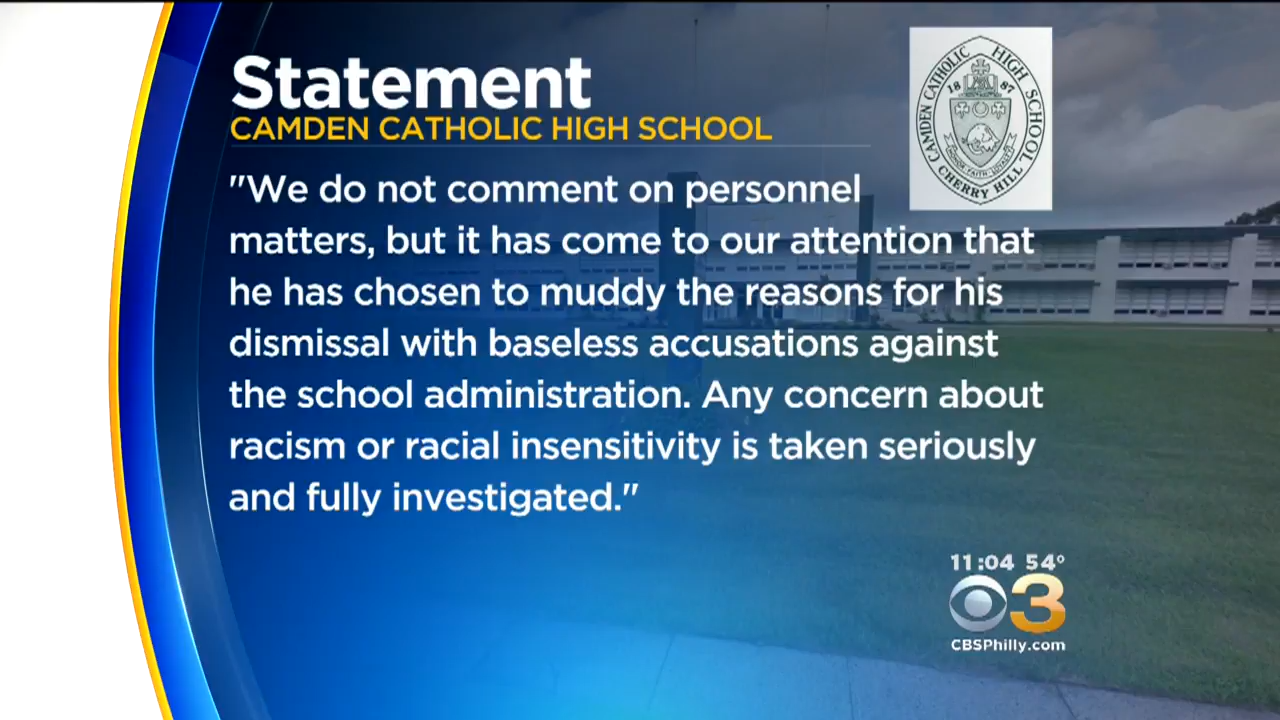 Statement
CAMDEN CATHOLIC HIGH SCHOOL
CAMDEN CATHOLIC HIGH SCHOOL
1887
CHERRY HILL
"We do not comment on personnel
matters, but it has come to our attention that
he has chosen to muddy the reasons for his
dismissal with baseless accusations against
the school administration. Any concern about
racism or racial insensitivity is taken seriously
and fully investigated."
11:04 54°
3
CBSPhilly.com